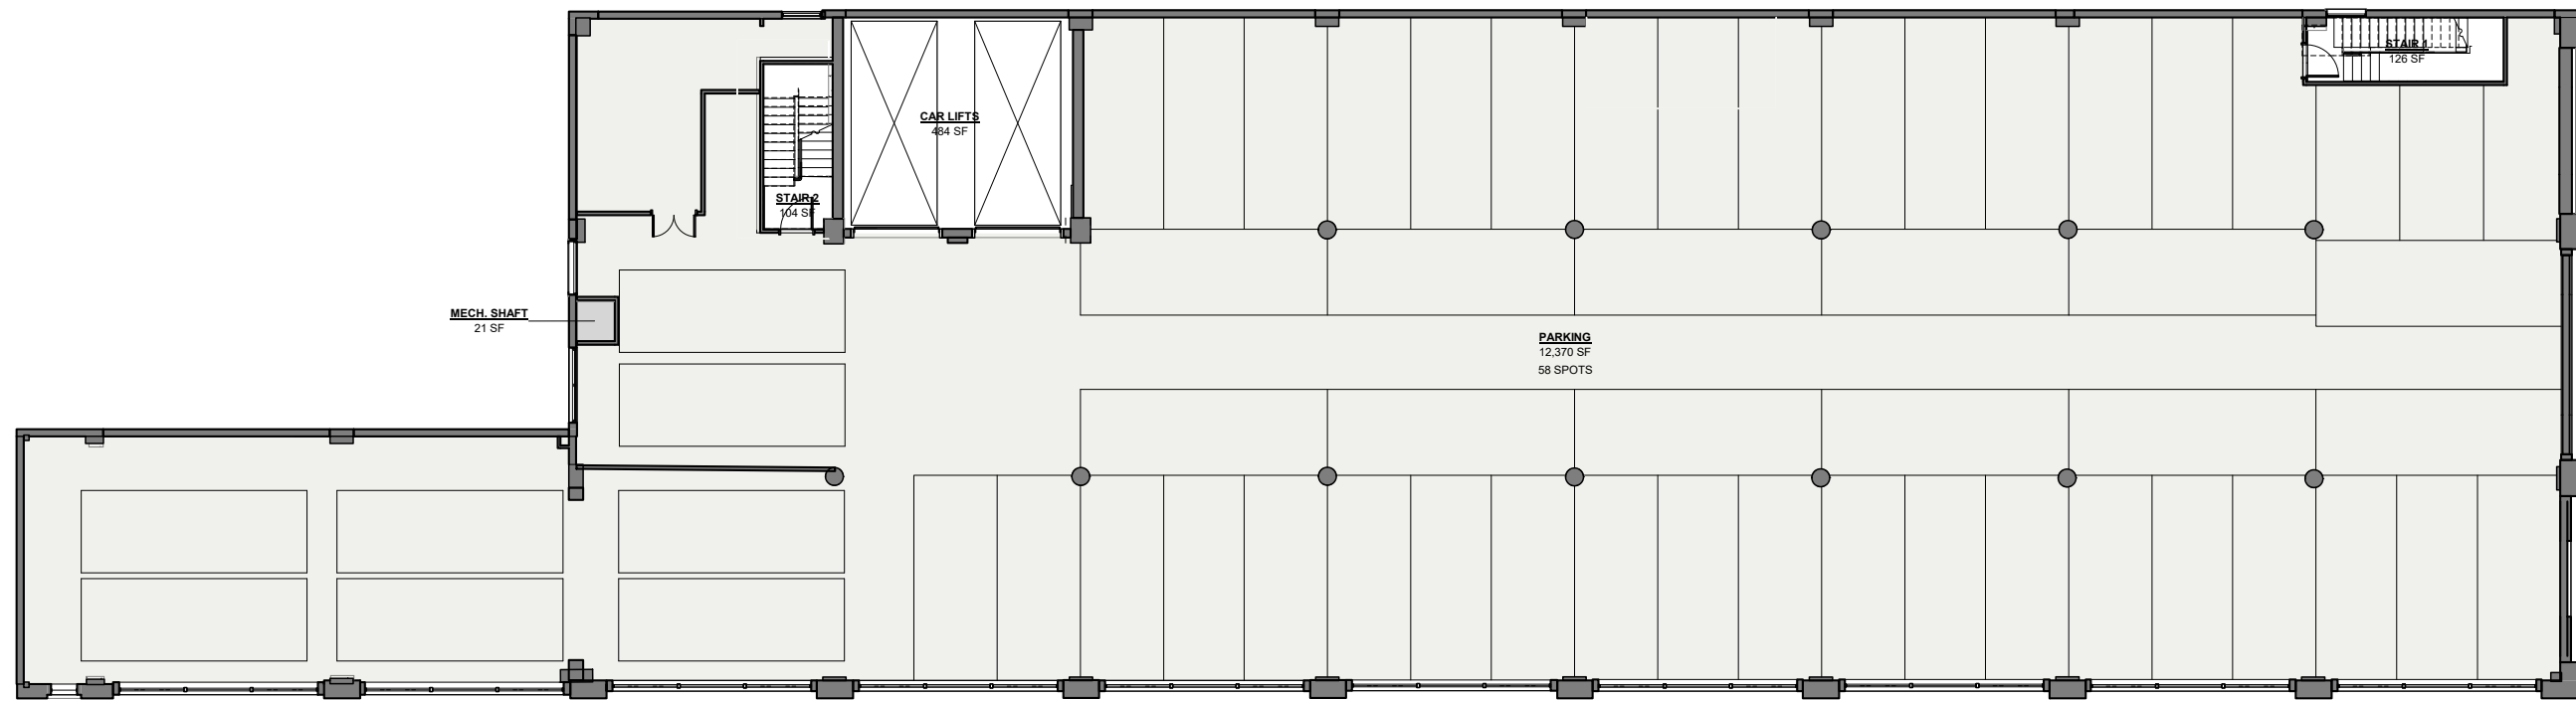 STAIR 1
126 SF
CAR LIFTS
484 SF
STAIR 2
104 SF
MECH. SHAFT
21 SF
PARKING
12,370 SF
58 SPOTS